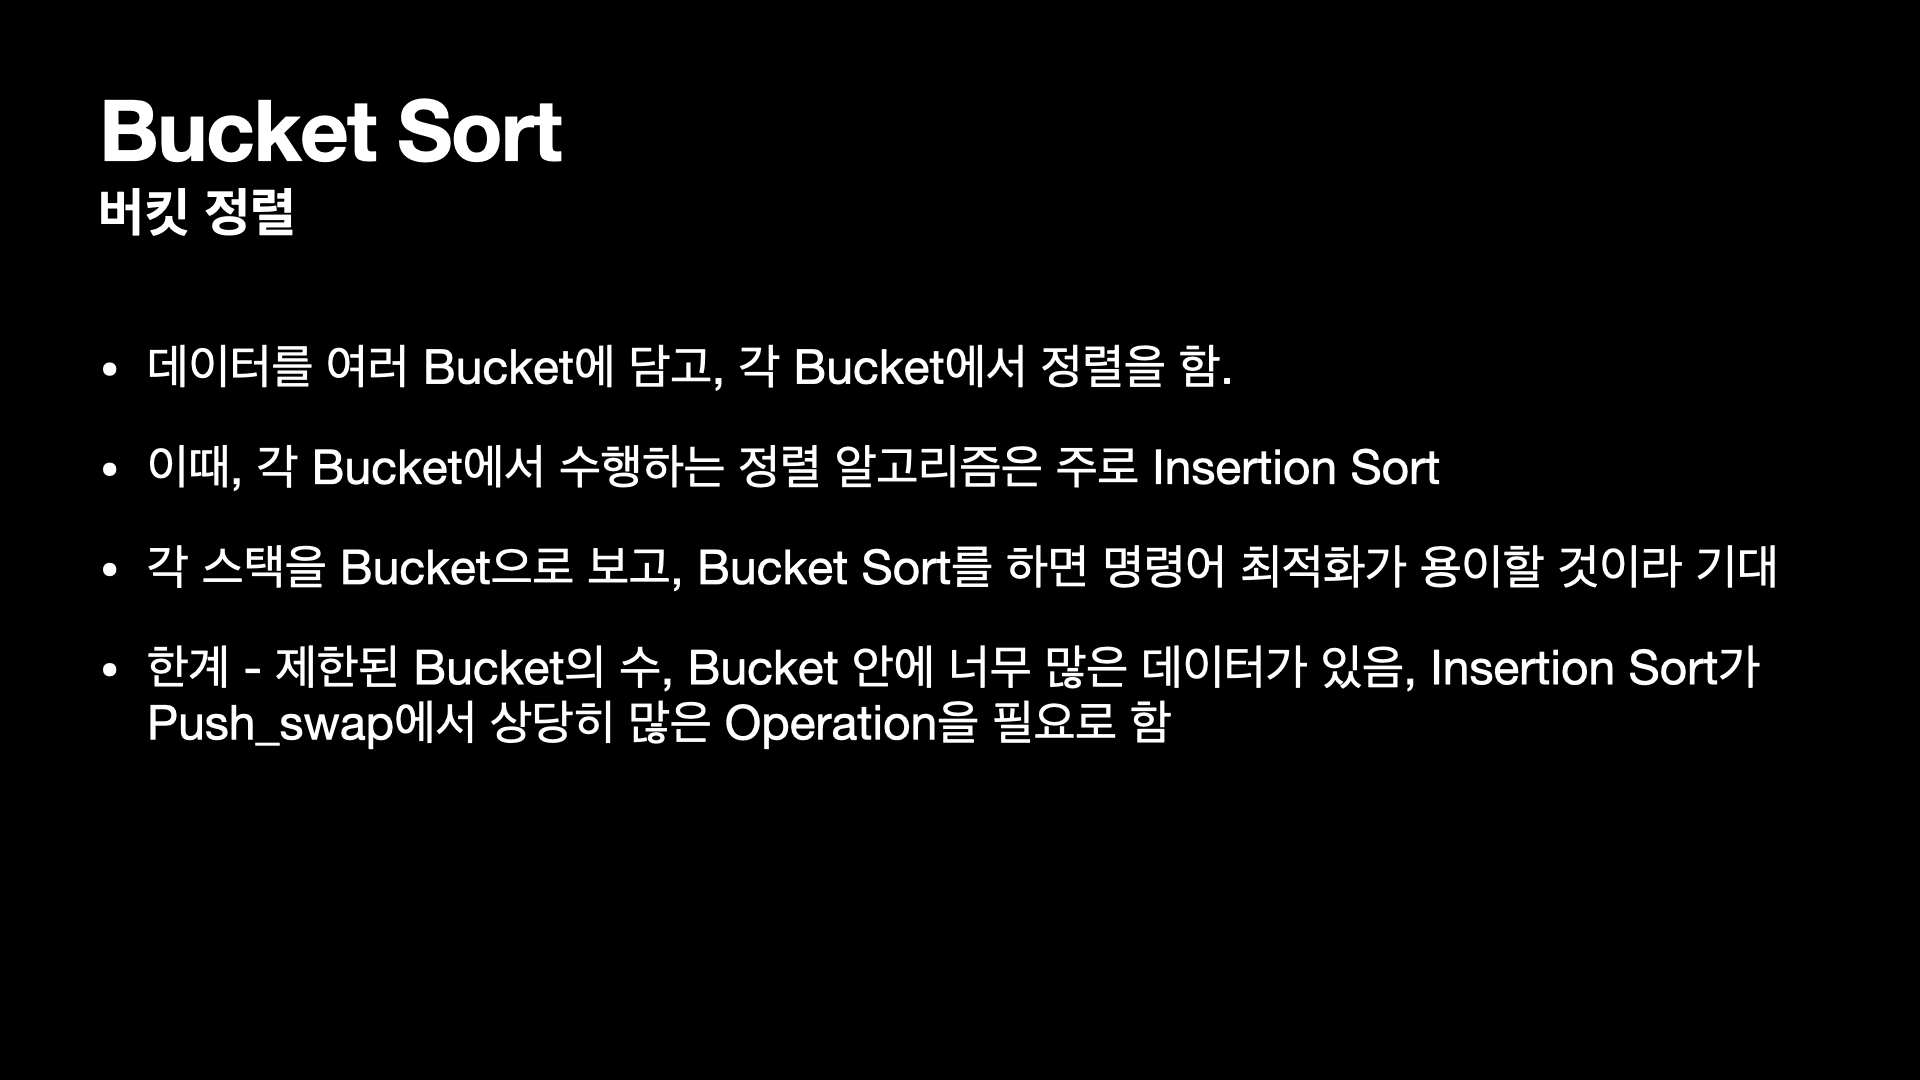 Bucket Sort
버킷 정렬
• 데이터를 여러 Bucket에 담고, 각 Bucket에서 정렬을 함.
• 이때, 각 Bucket에서 수행하는 정렬 알고리즘은 주로 Insertion Sort
• 각 스택을 Bucket으로 보고, Bucket Sort를 하면 명령어 최적화가 용이할 것이라 기대
• 한계 - 제한된 Bucket의 수, Bucket 안에 너무 많은 데이터가 있음, Insertion Sort가
Push_swap에서 상당히 많은 Operation을 필요로 함